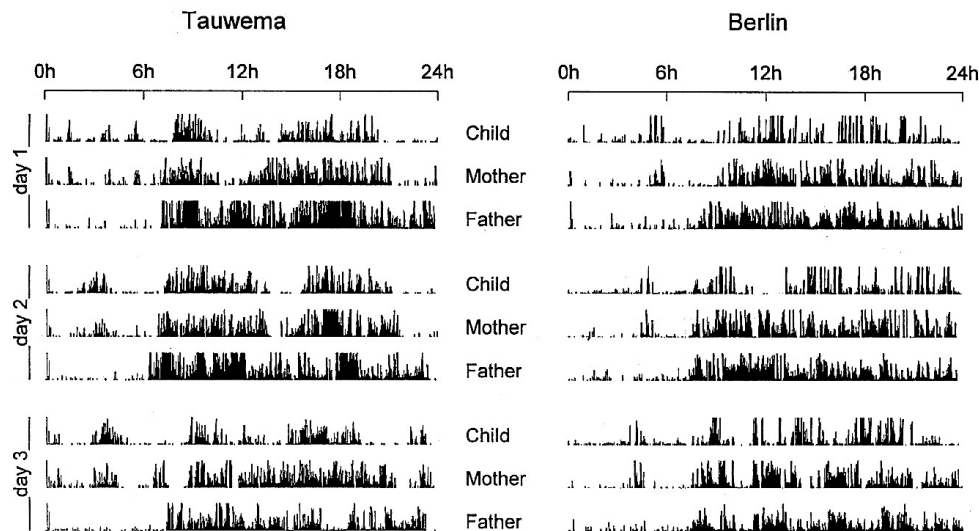 Tauwema Berlin
0h 6h 12h 18h 24h 0h 6h 12h 18h 24h
day 1
Child
Mother
Father
day 2
Child
Mother
Father
day 3
Child
Mother
Father